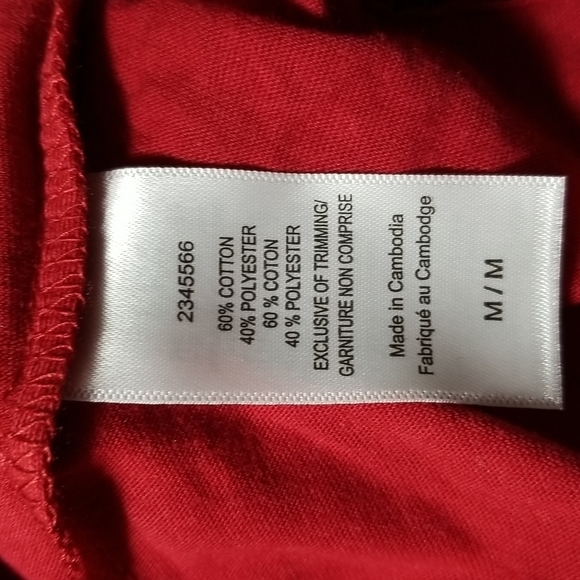 2345566
60% COTTON
40% POLYESTER
60 % COTON
40 % POLYESTER
EXCLUSIVE OF TRIMMING/
GARNITURE NON COMPRISE
Made in Cambodia
Fabriqué au Cambodge
M / M